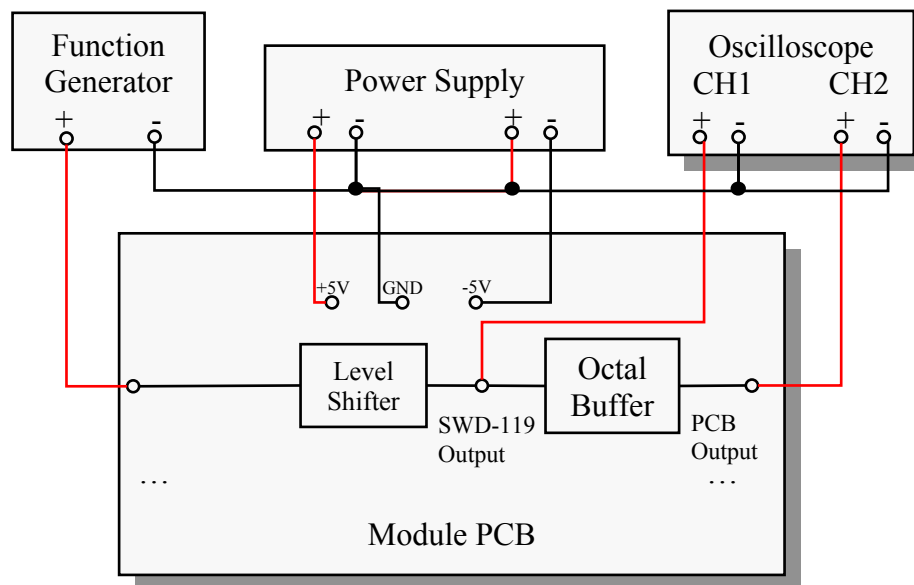 Function
Generator
+ -
Power Supply
+ - + -
Oscilloscope
CH1 CH2
+ - + -
+5V GND -5V
Level
Shifter
Octal
Buffer
SWD-119
Output
PCB
Output
... ...
Module PCB